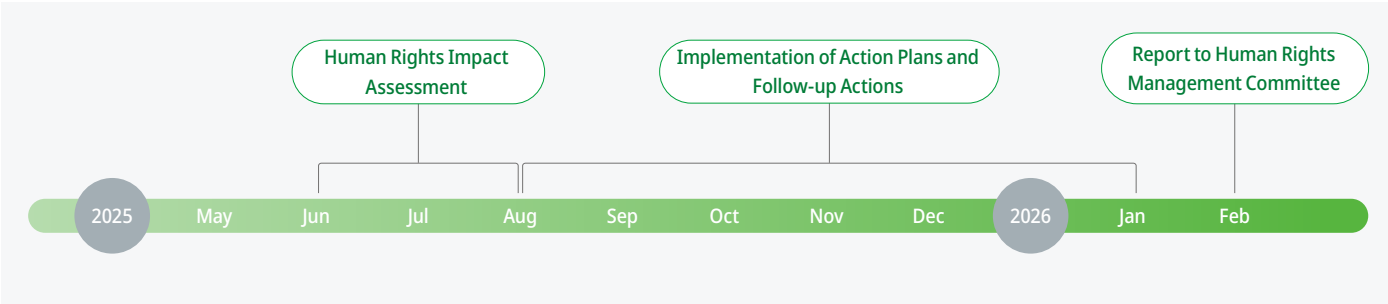 Human Rights Impact
Assessment
Implementation of Action Plans and
Follow-up Actions
Report to Human Rights
Management Committee
2025 May Jun Jul Aug Sep Oct Nov Dec 2026 Jan Feb